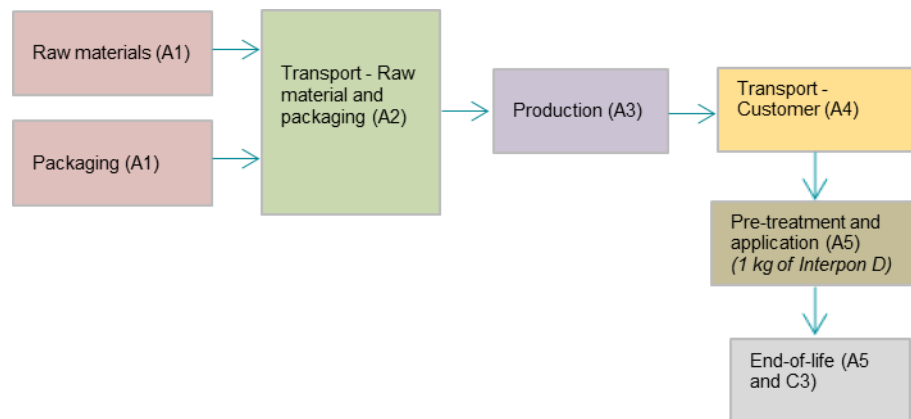 Raw materials (A1)
Packaging (A1)
Transport - Raw
material and
packaging (A2)
Production (A3)
Transport -
Customer (A4)
Pre-treatment and
application (A5)
(1 kg of Interpon D)
End-of-life (A5
and C3)